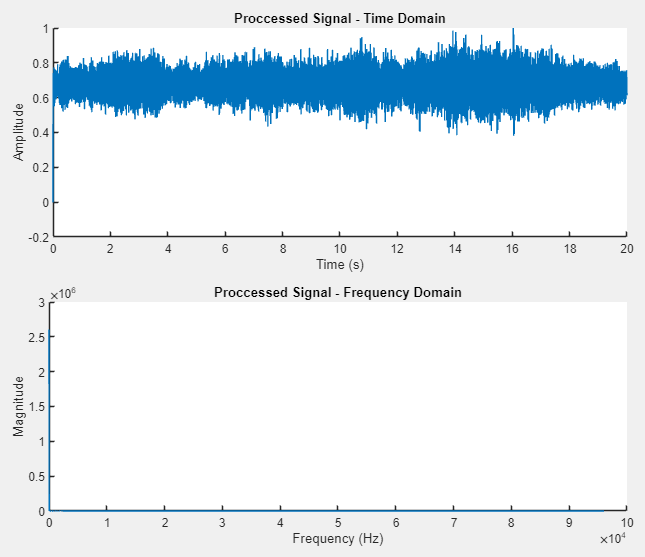 Proccessed Signal - Time Domain
1
0.8
0.6
0.4
0.2
0
-0.2
Amplitude
0 2 4 6 8 10 12 14 16 18 20
Time (s)
Proccessed Signal - Frequency Domain
×10⁶
3
2.5
2
1.5
1
0.5
0
Magnitude
0 1 2 3 4 5 6 7 8 9 10
Frequency (Hz)
×10⁴